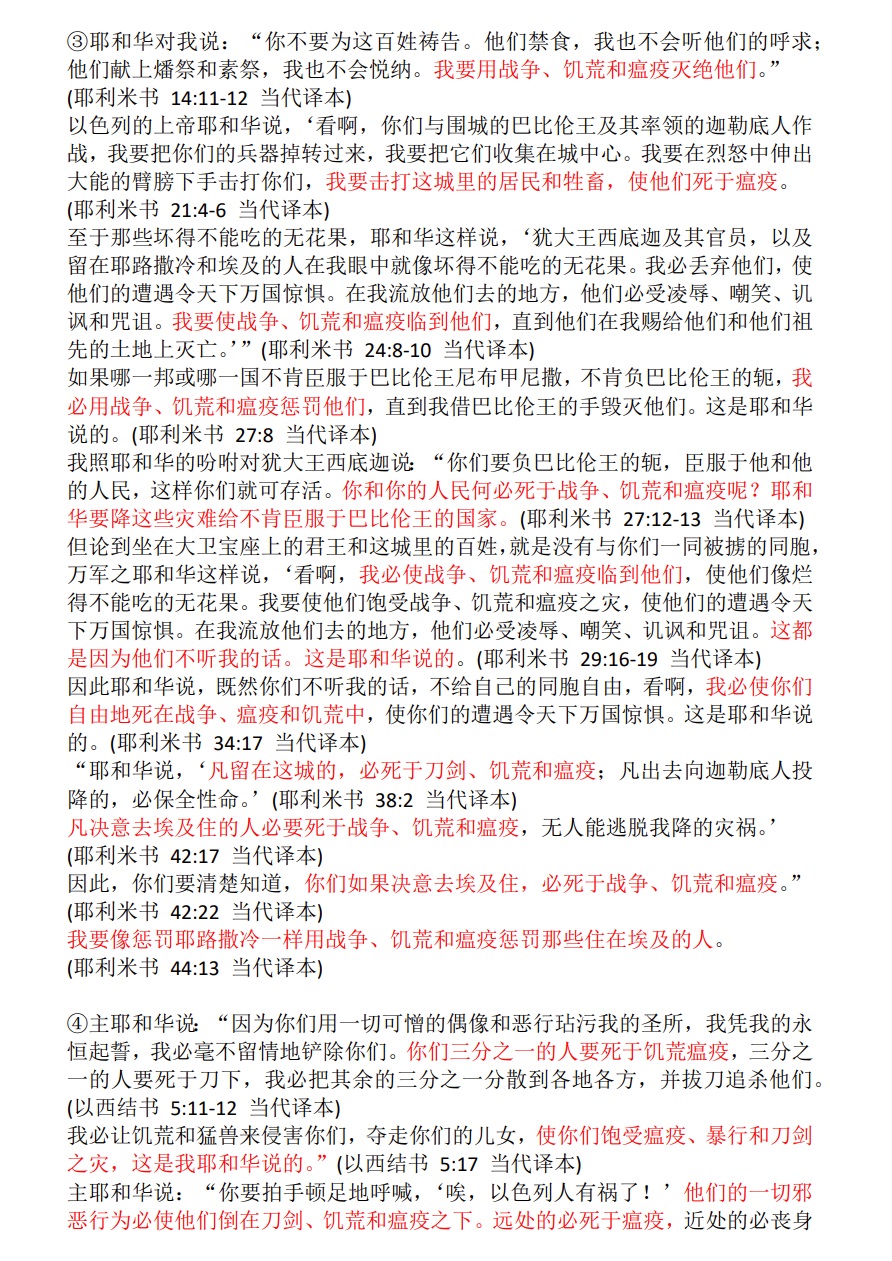 ③耶和华对我说：“你不要为这百姓祷告。他们禁食，我也不会听他们的呼求；
他们献上燔祭和素祭，我也不会悦纳。我要用战争、饥荒和瘟疫灭绝他们。”
(耶利米书 14:11-12 当代译本)
以色列的上帝耶和华说，‘看啊，你们与围城的巴比伦王及其率领的迦勒底人作
战，我要把你们的兵器掉转过来，我要把它们收集在城中心。我要在烈怒中伸出
大能的臂膀下手击打你们，我要击打这城里的居民和牲畜，使他们死于瘟疫。
(耶利米书 21:4-6 当代译本)
至于那些坏得不能吃的无花果，耶和华这样说，‘犹大王西底迦及其官员，以及
留在耶路撒冷和埃及的人在我眼中就像坏得不能吃的无花果。我必丢弃他们，使
他们的遭遇令天下万国惊惧。在我流放他们去的地方，他们必受凌辱、嘲笑、讥
讽和咒诅。我要使战争、饥荒和瘟疫临到他们，直到他们在我赐给他们和他们祖
先的土地上灭亡。’”(耶利米书 24:8-10 当代译本)
如果哪一邦或哪一国不肯臣服于巴比伦王尼布甲尼撒，不肯负巴比伦王的轭，我
必用战争、饥荒和瘟疫惩罚他们，直到我借巴比伦王的手毁灭他们。这是耶和华
说的。(耶利米书 27:8 当代译本)
我照耶和华的吩咐对犹大王西底迦说：“你们要负巴比伦王的轭，臣服于他和他
的人民，这样你们就可存活。你和你的人民何必死于战争、饥荒和瘟疫呢？耶和
华要降这些灾难给不肯臣服于巴比伦王的国家。(耶利米书 27:12-13 当代译本)
但论到坐在大卫宝座上的君王和这城里的百姓，就是没有与你们一同被掳的同胞，
万军之耶和华这样说，‘看啊，我必使战争、饥荒和瘟疫临到他们，使他们像烂
得不能吃的无花果。我要使他们饱受战争、饥荒和瘟疫之灾，使他们的遭遇令天
下万国惊惧。在我流放他们去的地方，他们必受凌辱、嘲笑、讥讽和咒诅。这都
是因为他们不听我的话。这是耶和华说的。(耶利米书 29:16-19 当代译本)
因此耶和华说，既然你们不听我的话，不给自己的同胞自由，看啊，我必使你们
自由地死在战争、瘟疫和饥荒中，使你们的遭遇令天下万国惊惧。这是耶和华说
的。(耶利米书 34:17 当代译本)
“耶和华说，‘凡留在这城的，必死于刀剑、饥荒和瘟疫；凡出去向迦勒底人投
降的，必保全性命。’(耶利米书 38:2 当代译本)
凡决意去埃及住的人必要死于战争、饥荒和瘟疫，无人能逃脱我降的灾祸。’
(耶利米书 42:17 当代译本)
因此，你们要清楚知道，你们如果决意去埃及住，必死于战争、饥荒和瘟疫。”
(耶利米书 42:22 当代译本)
我要像惩罚耶路撒冷一样用战争、饥荒和瘟疫惩罚那些住在埃及的人。
(耶利米书 44:13 当代译本)
④主耶和华说：“因为你们用一切可憎的偶像和恶行玷污我的圣所，我凭我的永
恒起誓，我必毫不留情地铲除你们。你们三分之一的人要死于饥荒瘟疫，三分之
一的人要死于刀下，我必把其余的三分之一分散到各地各方，并拔刀追杀他们。
(以西结书 5:11-12 当代译本)
我必让饥荒和猛兽来侵害你们，夺走你们的儿女，使你们饱受瘟疫、暴行和刀剑
之灾，这是我耶和华说的。”(以西结书 5:17 当代译本)
主耶和华说：“你要拍手顿足地呼喊，‘唉，以色列人有祸了！’他们的一切邪
恶行为必使他们倒在刀剑、饥荒和瘟疫之下。远处的必死于瘟疫，近处的必丧身